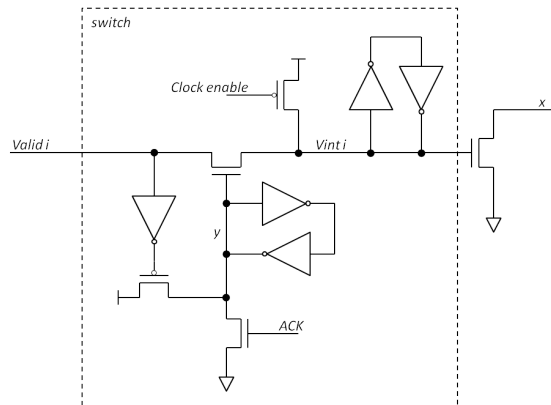 switch
Clock enable
x
Valid i
Vint i
y
ACK